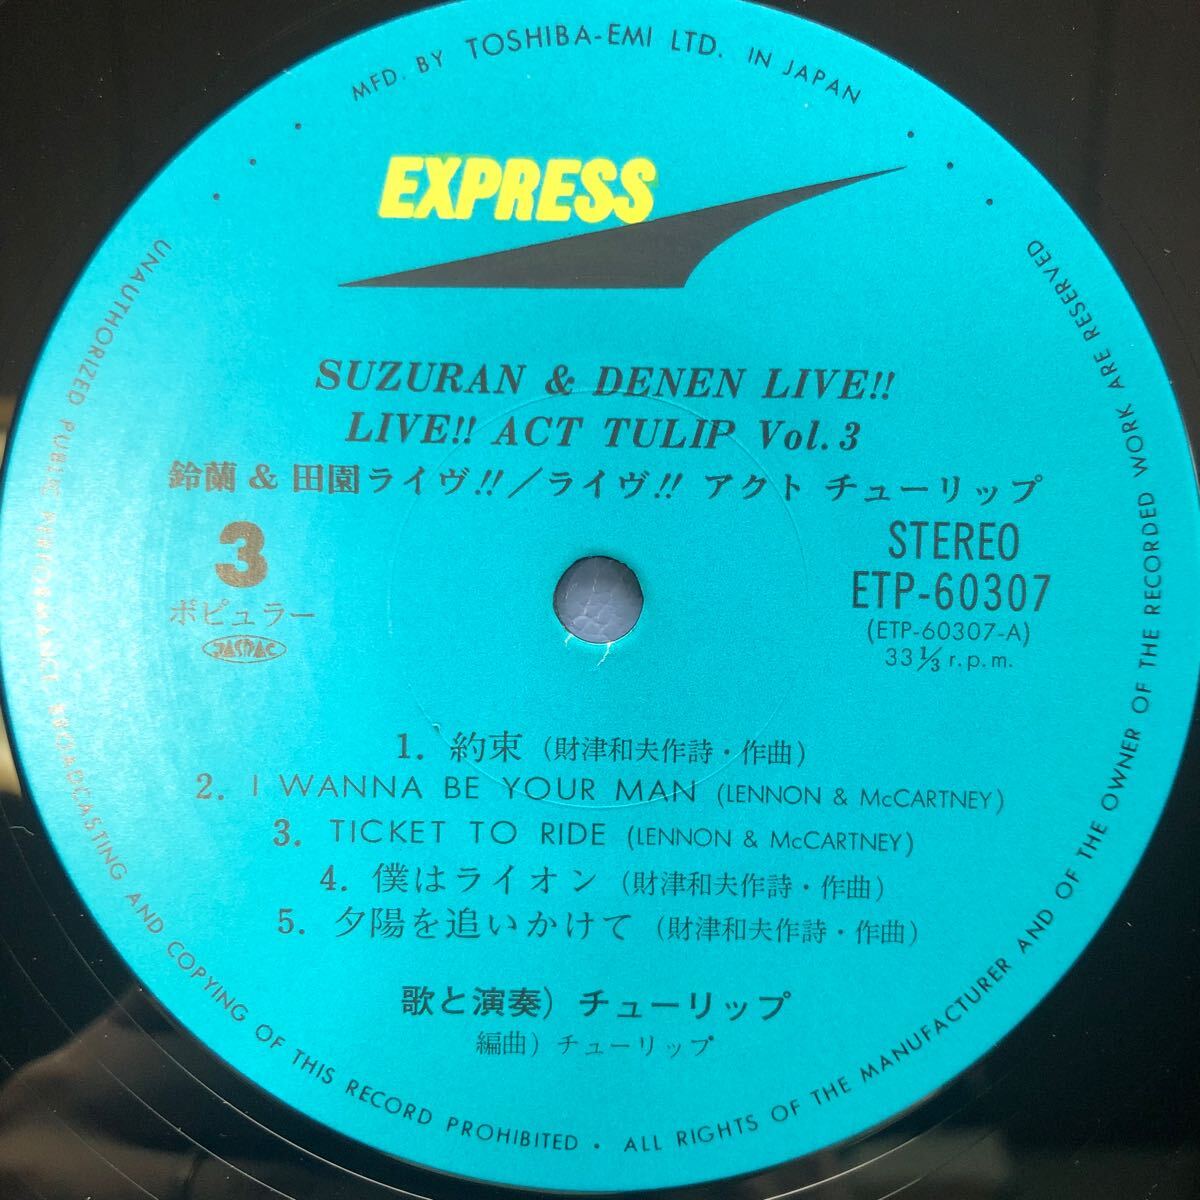 MFD. BY TOSHIBA-EMI LTD. IN JAPAN
EXPRESS
SUZURAN & DENEN LIVE!!
LIVE!! ACT TULIP Vol. 3
鈴蘭 & 田園ライヴ!!／ライヴ!! アクト チューリップ
3
ポピュラー
JASRAC
STEREO
ETP-60307
(ETP-60307-A)
33 1/3 r.p.m.
1. 約束 (財津和夫作詩・作曲)
2. I WANNA BE YOUR MAN (LENNON & McCARTNEY)
3. TICKET TO RIDE (LENNON & McCARTNEY)
4. 僕はライオン (財津和夫作詩・作曲)
5. 夕陽を追いかけて (財津和夫作詩・作曲)
歌と演奏) チューリップ
編曲) チューリップ
UNAUTHORIZED PUBLIC PERFORMANCE BROADCASTING AND COPYING OF THIS RECORD PROHIBITED • ALL RIGHTS OF THE MANUFACTURER AND OF THE OWNER OF THE RECORDED WORK ARE RESERVED